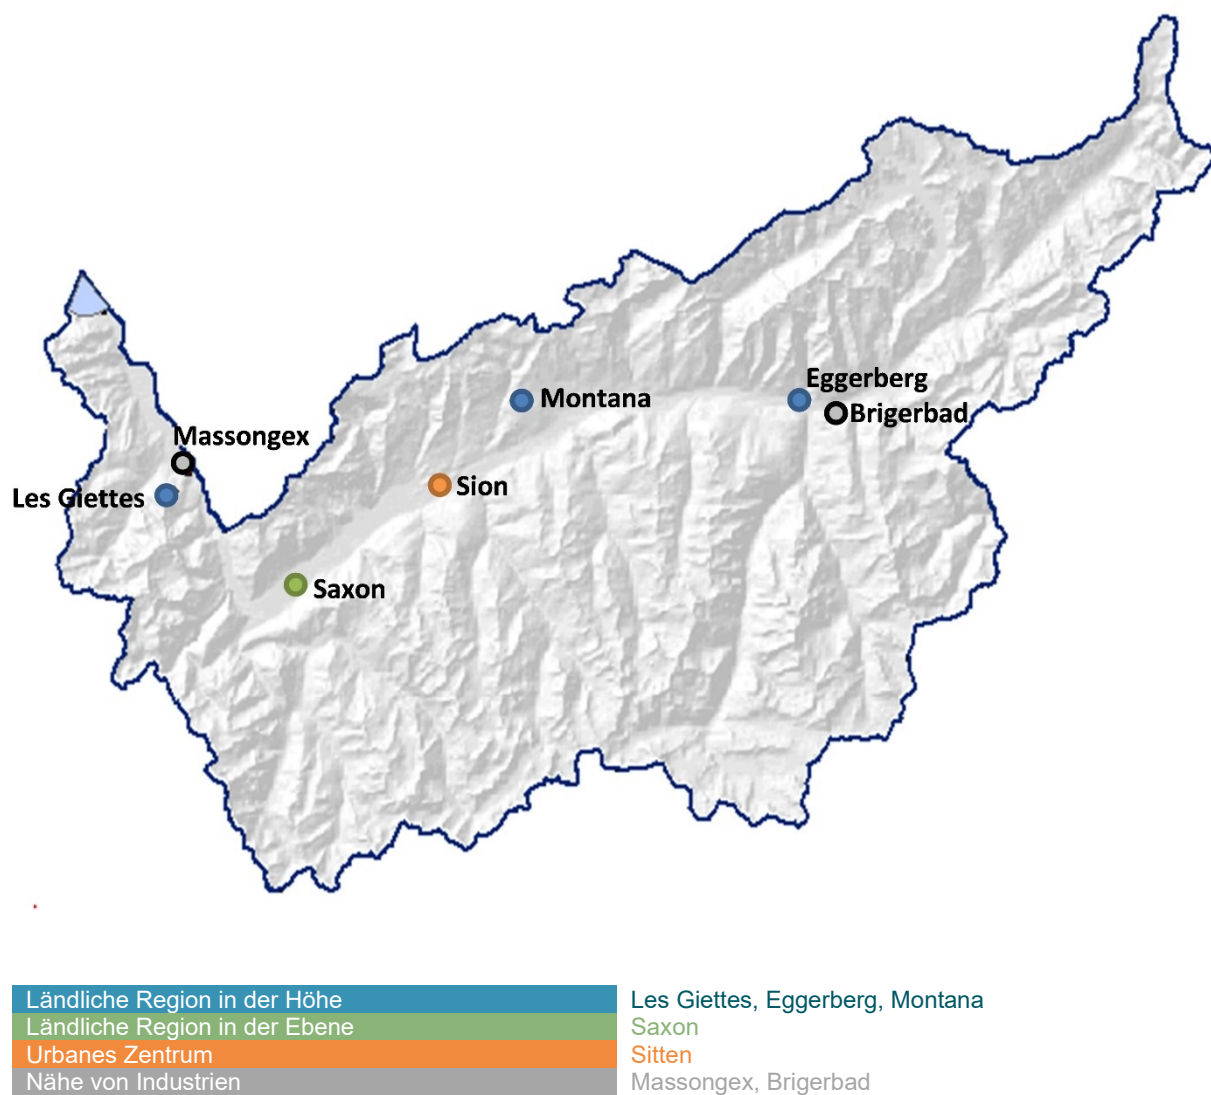 Eggerberg
Montana
Brigerbad
Massongex
Sion
Les Giettes
Saxon
Ländliche Region in der Höhe Les Giettes, Eggerberg, Montana
Ländliche Region in der Ebene Saxon
Urbanes Zentrum Sitten
Nähe von Industrien Massongex, Brigerbad